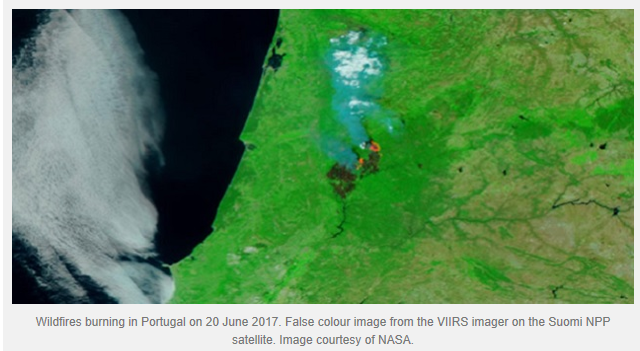 Wildfires burning in Portugal on 20 June 2017. False colour image from the VIIRS imager on the Suomi NPP
satellite. Image courtesy of NASA.